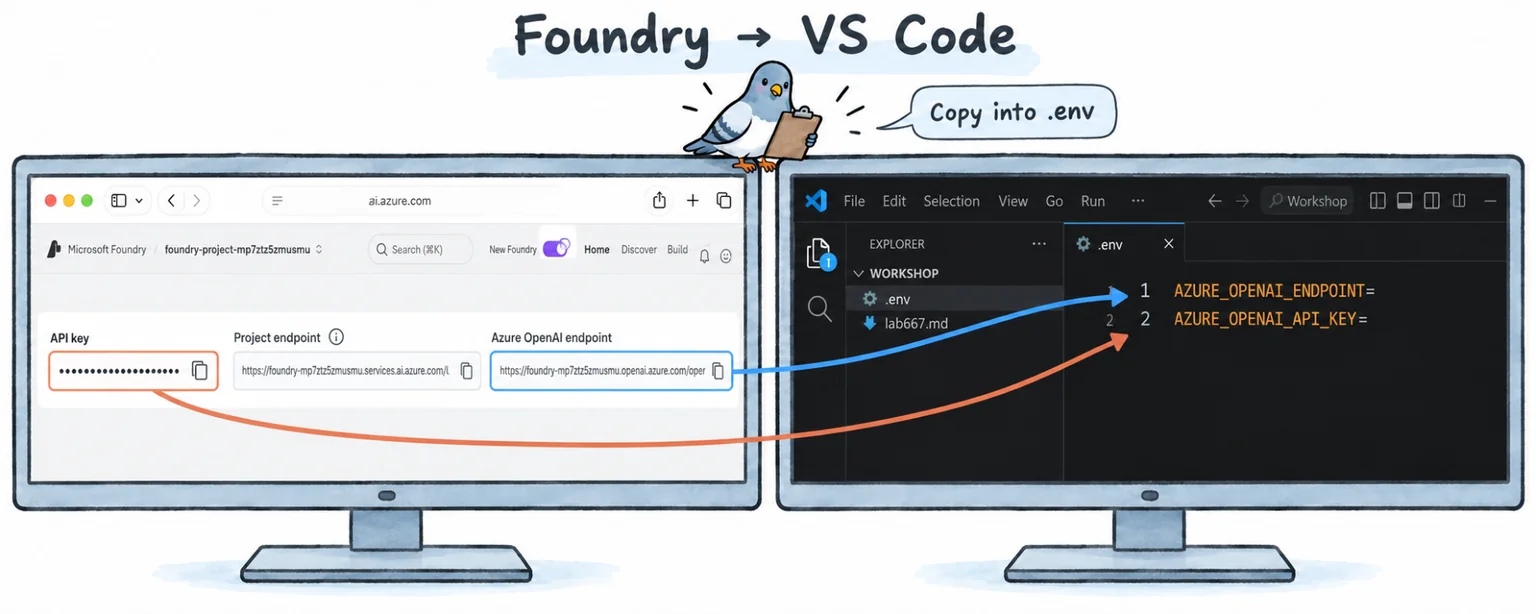 Foundry → VS Code
Copy into .env
ai.azure.com
Microsoft Foundry / foundry-project-mp7ztz5zmusmu
Search (⌘K)
New Foundry
Home
Discover
Build
API key
Project endpoint
Azure OpenAI endpoint
••••••••••••••••••••
https://foundry-mp7ztz5zmusmu.services.ai.azure.com/
https://foundry-mp7ztz5zmusmu.openai.azure.com/oper
File Edit Selection View Go Run ···
Workshop
EXPLORER ···
WORKSHOP
.env
lab667.md
1
.env
1 AZURE_OPENAI_ENDPOINT=
2 2 AZURE_OPENAI_API_KEY=